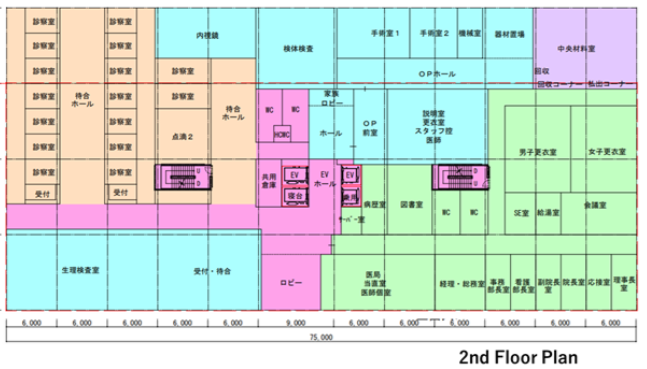 診察室
診察室
診察室
診察室
診察室
診察室
診察室
受付
待合
ホール
診察室
診察室
診察室
診察室
診察室
診察室
診察室
受付
内視鏡
診察室
診察室
点滴2
待合
ホール
検体検査
手術室1
手術室2
機械室
器材置場
中央材料室
OPホール
回収
回収コーナー
払出コーナー
家族
ロビー
ホール
WC
WC
HCWC
OP
前室
説明室
更衣室
スタッフ控
医師
男子更衣室
女子更衣室
共用
倉庫
EV
寝台
EV
ホール
EV
乗用
U
D
U
D
サーバー室
病歴室
図書室
WC
WC
SE室
給湯室
会議室
生理検査室
受付・待合
ロビー
医局
当直室
医師個室
経理・総務室
事務
部長室
看護
部長室
副院長
室
院長室
応接室
理事長
室
6,000
6,000
6,000
6,000
6,000
9,000
6,000
6,000
6,000
6,000
6,000
6,000
75,000
2nd Floor Plan